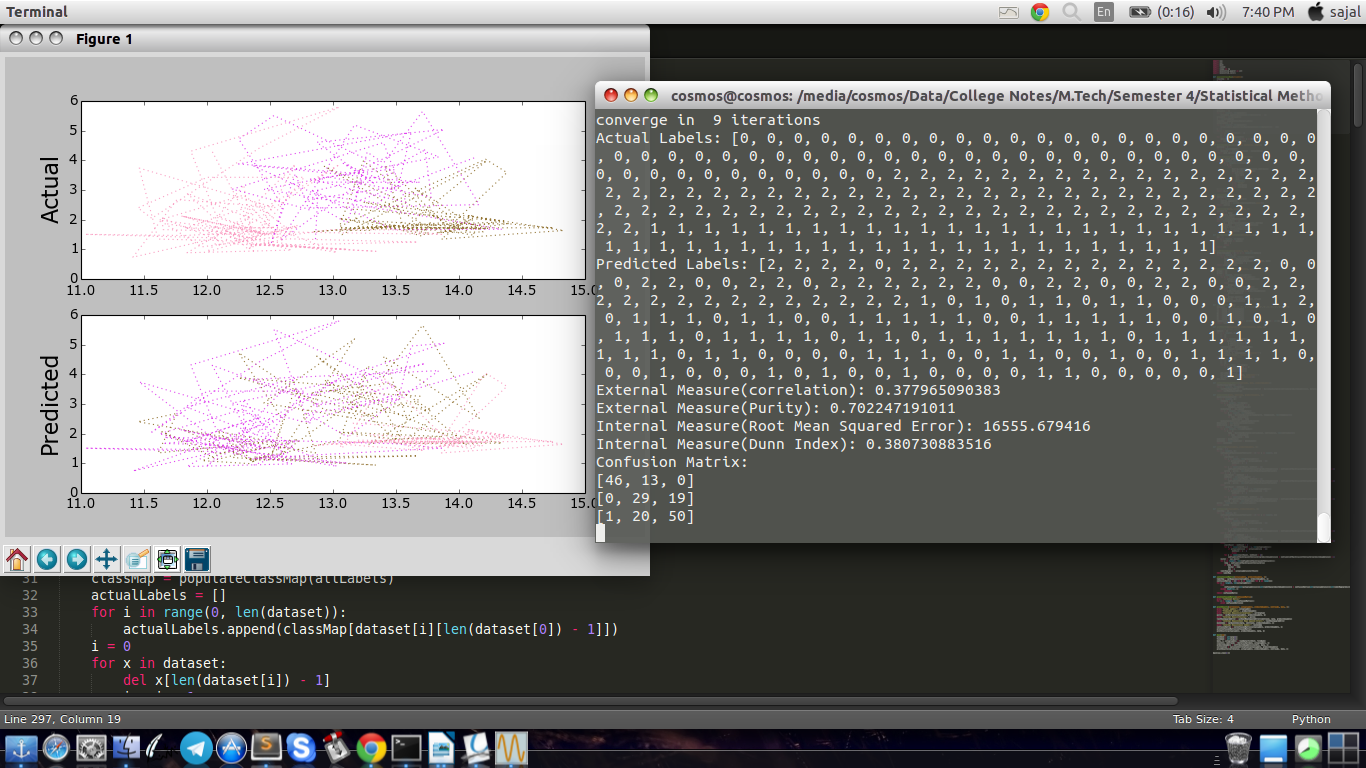 Terminal
En
(0:16)
7:40 PM
sajal
Figure 1
6
5
4
3
2
1
0
Actual
11.0 11.5 12.0 12.5 13.0 13.5 14.0 14.5 15.0
6
5
4
3
2
1
0
Predicted
11.0 11.5 12.0 12.5 13.0 13.5 14.0 14.5 15.0
cosmos@cosmos: /media/cosmos/Data/College Notes/M.Tech/Semester 4/Statistical Metho
converge in  9 iterations
Actual Labels: [0, 0, 0, 0, 0, 0, 0, 0, 0, 0, 0, 0, 0, 0, 0, 0, 0, 0, 0, 0, 0, 0
, 0, 0, 0, 0, 0, 0, 0, 0, 0, 0, 0, 0, 0, 0, 0, 0, 0, 0, 0, 0, 0, 0, 0, 0, 0, 0,
0, 0, 0, 0, 0, 0, 0, 0, 0, 0, 0, 2, 2, 2, 2, 2, 2, 2, 2, 2, 2, 2, 2, 2, 2, 2, 2,
2, 2, 2, 2, 2, 2, 2, 2, 2, 2, 2, 2, 2, 2, 2, 2, 2, 2, 2, 2, 2, 2, 2, 2, 2, 2, 2
, 2, 2, 2, 2, 2, 2, 2, 2, 2, 2, 2, 2, 2, 2, 2, 2, 2, 2, 2, 2, 2, 2, 2, 2, 2, 2,
2, 2, 1, 1, 1, 1, 1, 1, 1, 1, 1, 1, 1, 1, 1, 1, 1, 1, 1, 1, 1, 1, 1, 1, 1, 1, 1,
1, 1, 1, 1, 1, 1, 1, 1, 1, 1, 1, 1, 1, 1, 1, 1, 1, 1, 1, 1, 1, 1, 1]
Predicted Labels: [2, 2, 2, 2, 0, 2, 2, 2, 2, 2, 2, 2, 2, 2, 2, 2, 2, 2, 2, 0, 0
, 0, 2, 2, 0, 0, 2, 2, 0, 2, 2, 2, 2, 2, 2, 0, 0, 2, 2, 0, 0, 2, 2, 0, 0, 2, 2,
2, 2, 2, 2, 2, 2, 2, 2, 2, 2, 2, 2, 1, 0, 1, 0, 1, 1, 0, 1, 1, 0, 0, 0, 1, 1, 2,
0, 1, 1, 1, 0, 1, 1, 0, 0, 1, 1, 1, 1, 1, 0, 0, 1, 1, 1, 1, 1, 0, 0, 1, 0, 1, 0
, 1, 1, 1, 0, 1, 1, 1, 1, 0, 1, 1, 0, 1, 1, 1, 1, 1, 1, 1, 0, 1, 1, 1, 1, 1, 1,
1, 1, 1, 0, 1, 1, 0, 0, 0, 0, 1, 1, 1, 0, 0, 1, 1, 0, 0, 1, 0, 0, 1, 1, 1, 1, 0,
0, 0, 1, 0, 0, 0, 1, 0, 1, 0, 0, 1, 0, 0, 0, 0, 1, 1, 0, 0, 0, 0, 0, 1]
External Measure(correlation): 0.377965090383
External Measure(Purity): 0.702247191011
Internal Measure(Root Mean Squared Error): 16555.679416
Internal Measure(Dunn Index): 0.380730883516
Confusion Matrix:
[46, 13, 0]
[0, 29, 19]
[1, 20, 50]
31 classMap = populateClassMap(allLabels)
32 actualLabels = []
33 for i in range(0, len(dataset)):
34 actualLabels.append(classMap[dataset[i][len(dataset[0]) - 1]])
35 i = 0
36 for x in dataset:
37 del x[len(dataset[i]) - 1]
Line 297, Column 19
Tab Size: 4
Python